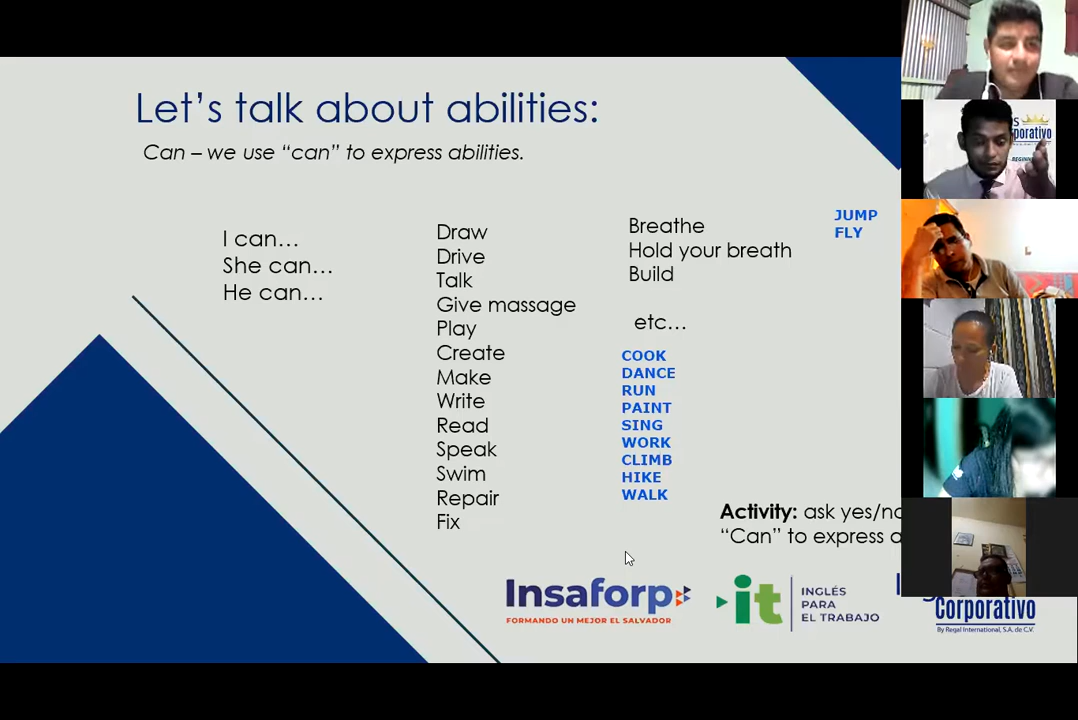 Let's talk about abilities:
Can – we use “can” to express abilities.
I can…
She can…
He can…
Draw
Drive
Talk
Give massage
Play
Create
Make
Write
Read
Speak
Swim
Repair
Fix
Breathe
Hold your breath
Build
etc…
COOK
DANCE
RUN
PAINT
SING
WORK
CLIMB
HIKE
WALK
JUMP
FLY
Activity: ask yes/no
“Can” to express a
Insaforp
FORMANDO UN MEJOR EL SALVADOR
it
INGLÉS
PARA
EL TRABAJO
Corporativo
By Regal International, S.A. de C.V.